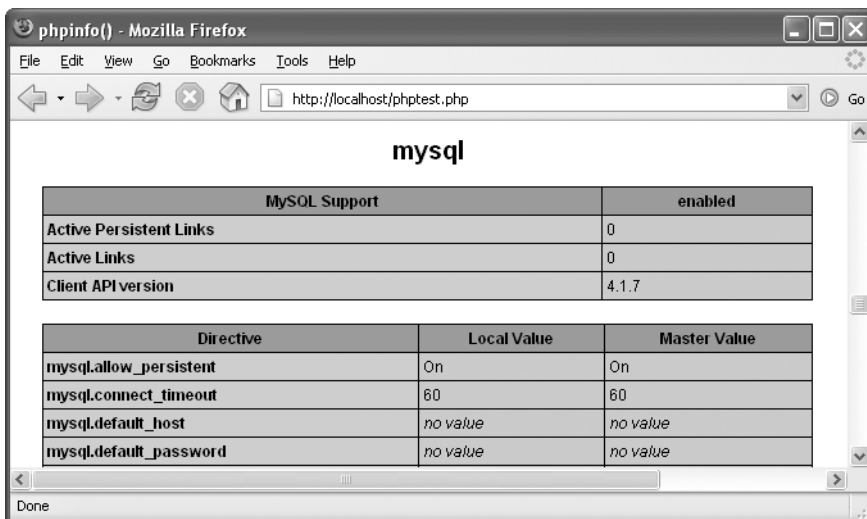 phpinfo() - Mozilla Firefox
File Edit View Go Bookmarks Tools Help
http://localhost/phptest.php Go
mysql
MySQL Support enabled
Active Persistent Links 0
Active Links 0
Client API version 4.1.7
Directive Local Value Master Value
mysql.allow_persistent On On
mysql.connect_timeout 60 60
mysql.default_host no value no value
mysql.default_password no value no value
Done